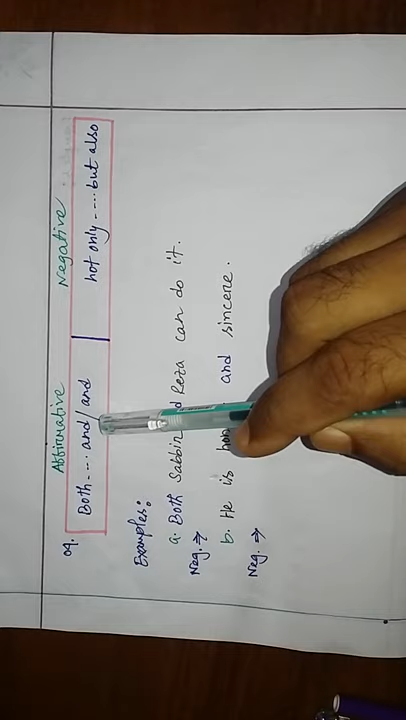 Affirmative Negative
09. Both .... and/and not only .... but also
Examples:
a. Both Sabbir Reza can do it.
Neg. ⇒
b. He is and sincere.
Neg. ⇒